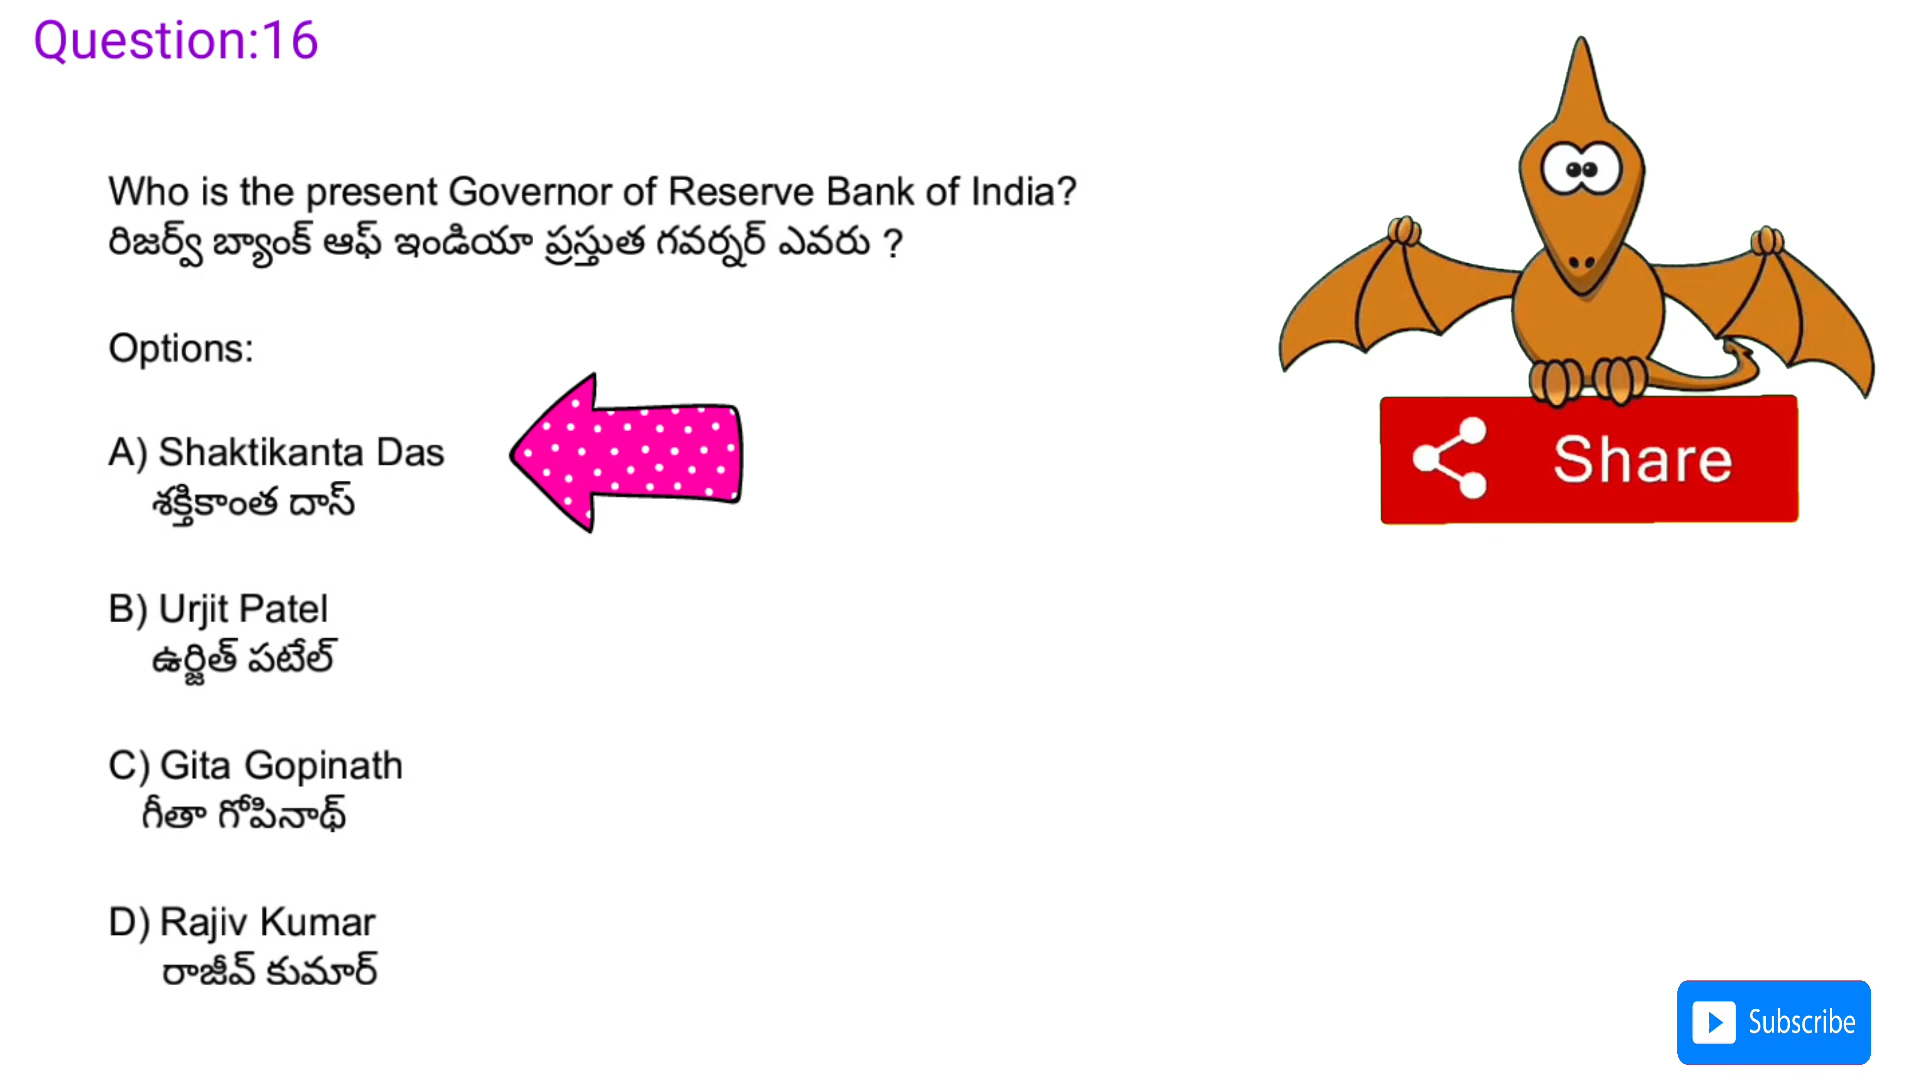 Question:16
Who is the present Governor of Reserve Bank of India?
రిజర్వ్ బ్యాంక్ ఆఫ్ ఇండియా ప్రస్తుత గవర్నర్ ఎవరు ?
Options:
A) Shaktikanta Das
శక్తికాంత దాస్
B) Urjit Patel
ఉర్జిత్ పటేల్
C) Gita Gopinath
గీతా గోపినాథ్
D) Rajiv Kumar
రాజీవ్ కుమార్
Share
Subscribe